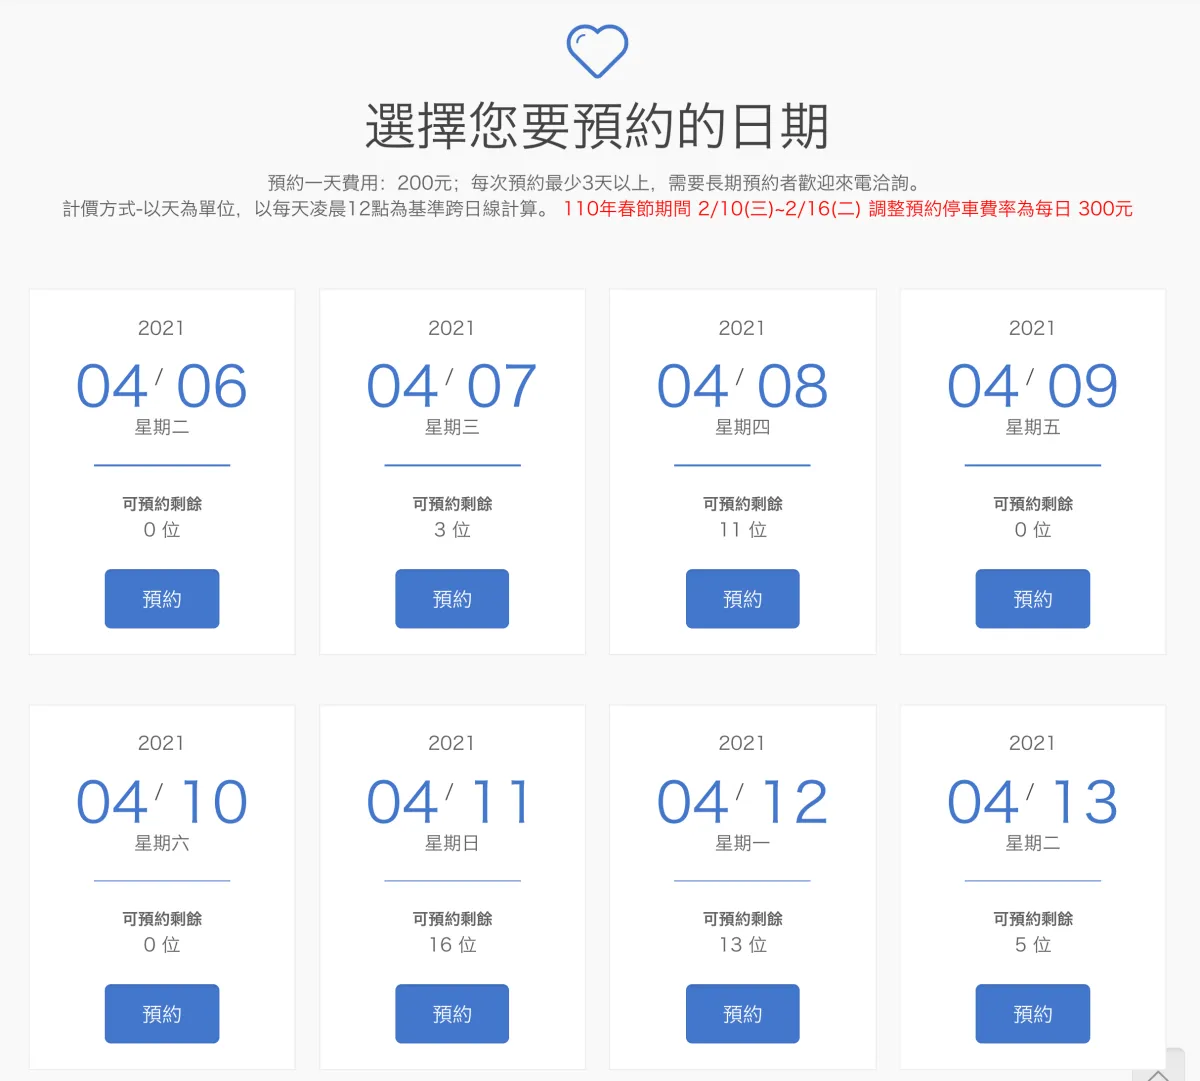 選擇您要預約的日期
預約一天費用：200元；每次預約最少3天以上，需要長期預約者歡迎來電洽詢。
計價方式-以天為單位，以每天凌晨12點為基準跨日線計算。 110年春節期間 2/10(三)~2/16(二) 調整預約停車費率為每日 300元
2021
04 / 06
星期二
可預約剩餘
0 位
預約
2021
04 / 07
星期三
可預約剩餘
3 位
預約
2021
04 / 08
星期四
可預約剩餘
11 位
預約
2021
04 / 09
星期五
可預約剩餘
0 位
預約
2021
04 / 10
星期六
可預約剩餘
0 位
預約
2021
04 / 11
星期日
可預約剩餘
16 位
預約
2021
04 / 12
星期一
可預約剩餘
13 位
預約
2021
04 / 13
星期二
可預約剩餘
5 位
預約